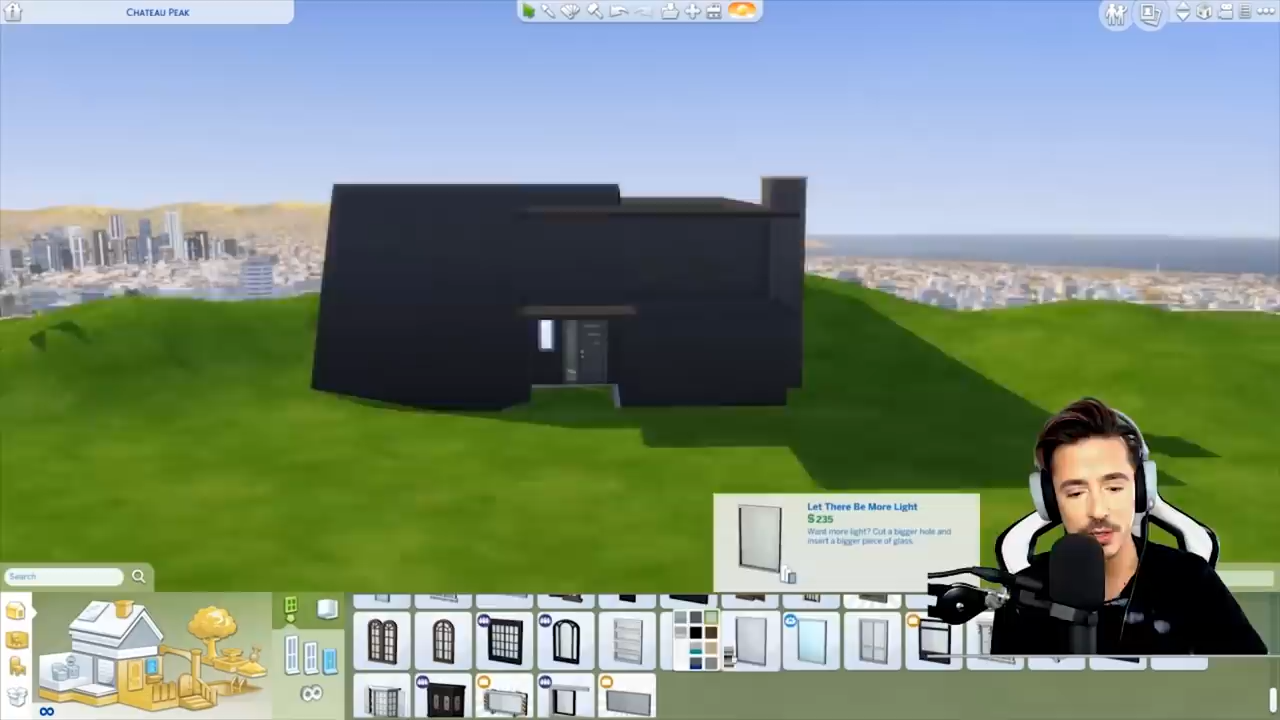 CHATEAU PEAK
Let There Be More Light
§235
Want more light? Cut a bigger hole and
insert a bigger piece of glass.
Search